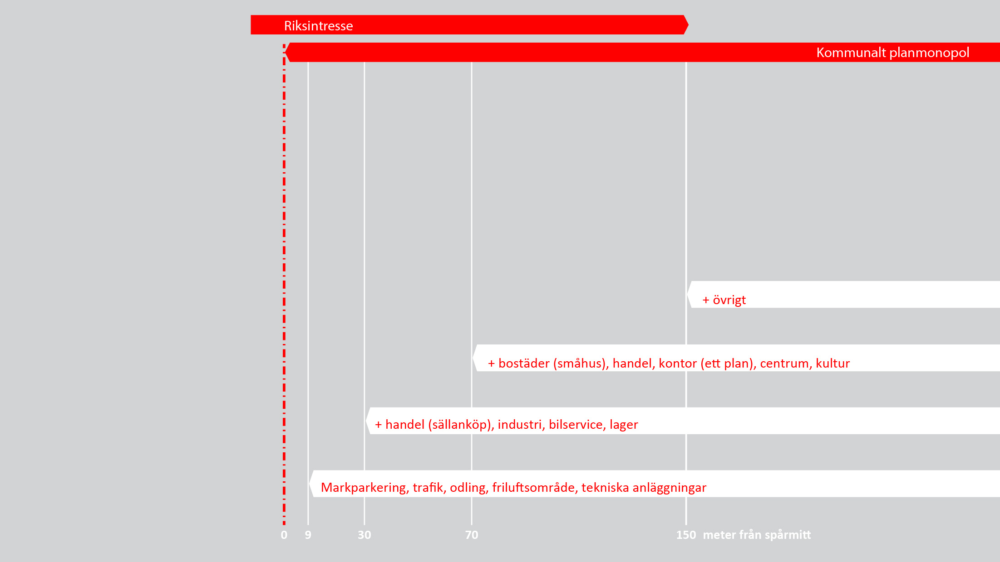 Riksintresse
Kommunalt planmonopol
+ övrigt
+ bostäder (småhus), handel, kontor (ett plan), centrum, kultur
+ handel (sällanköp), industri, bilservice, lager
Markparkering, trafik, odling, friluftsområde, tekniska anläggningar
0 9 30 70 150 meter från spårmitt